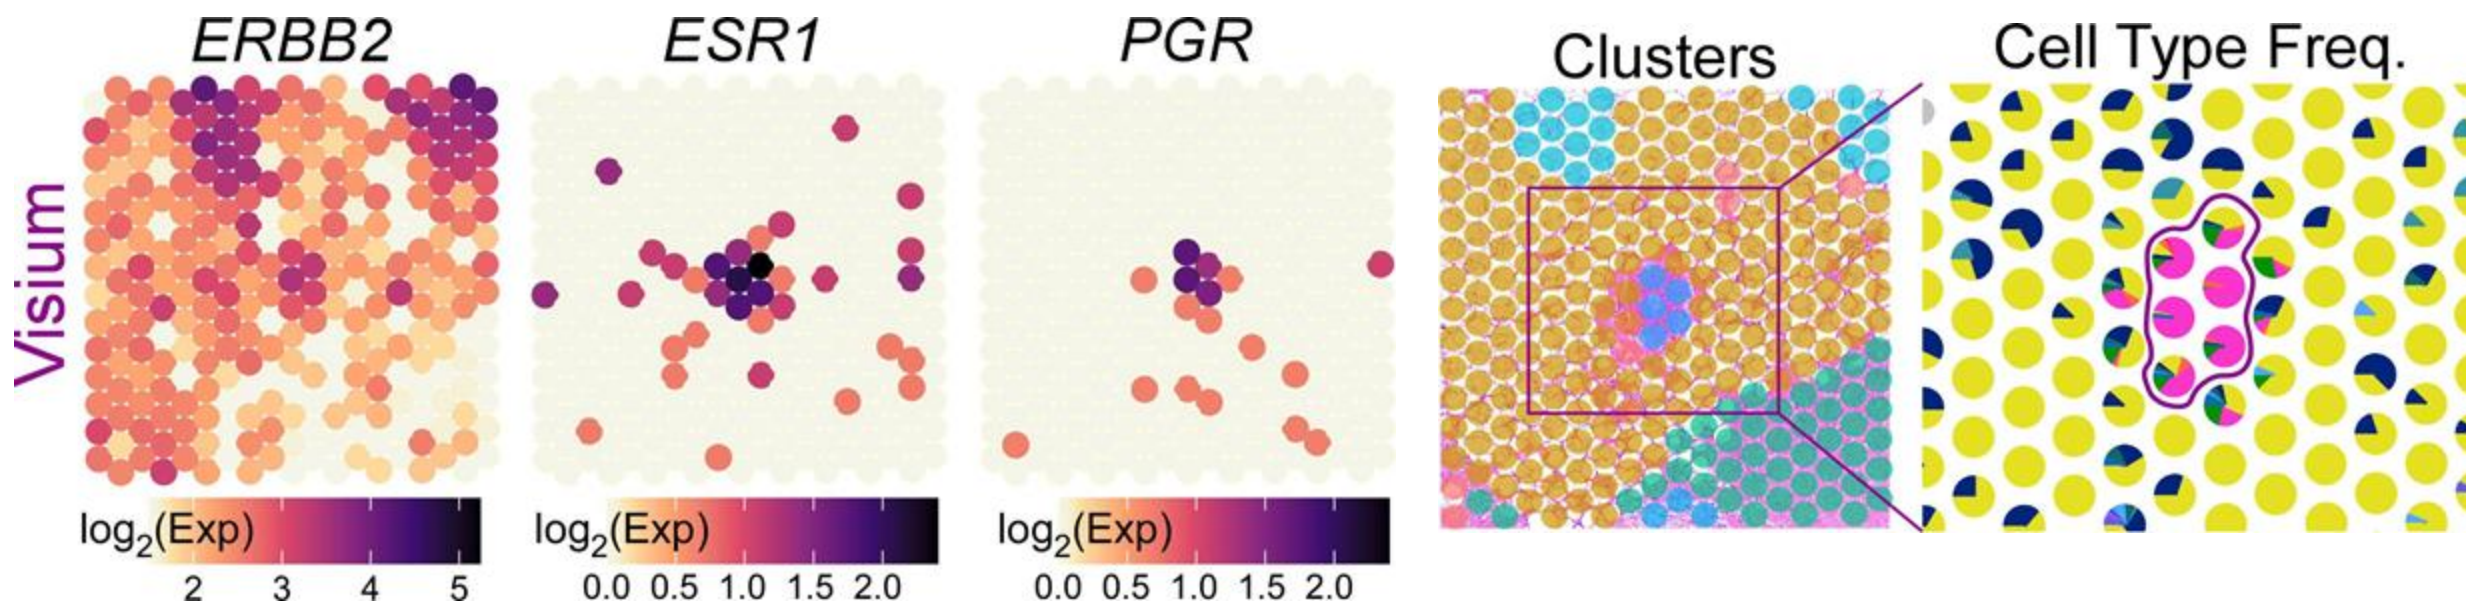 ERBB2
ESR1
PGR
Clusters
Cell Type Freq.
Visium
log₂(Exp)
2 3 4 5
log₂(Exp)
0.0 0.5 1.0 1.5 2.0
log₂(Exp)
0.0 0.5 1.0 1.5 2.0